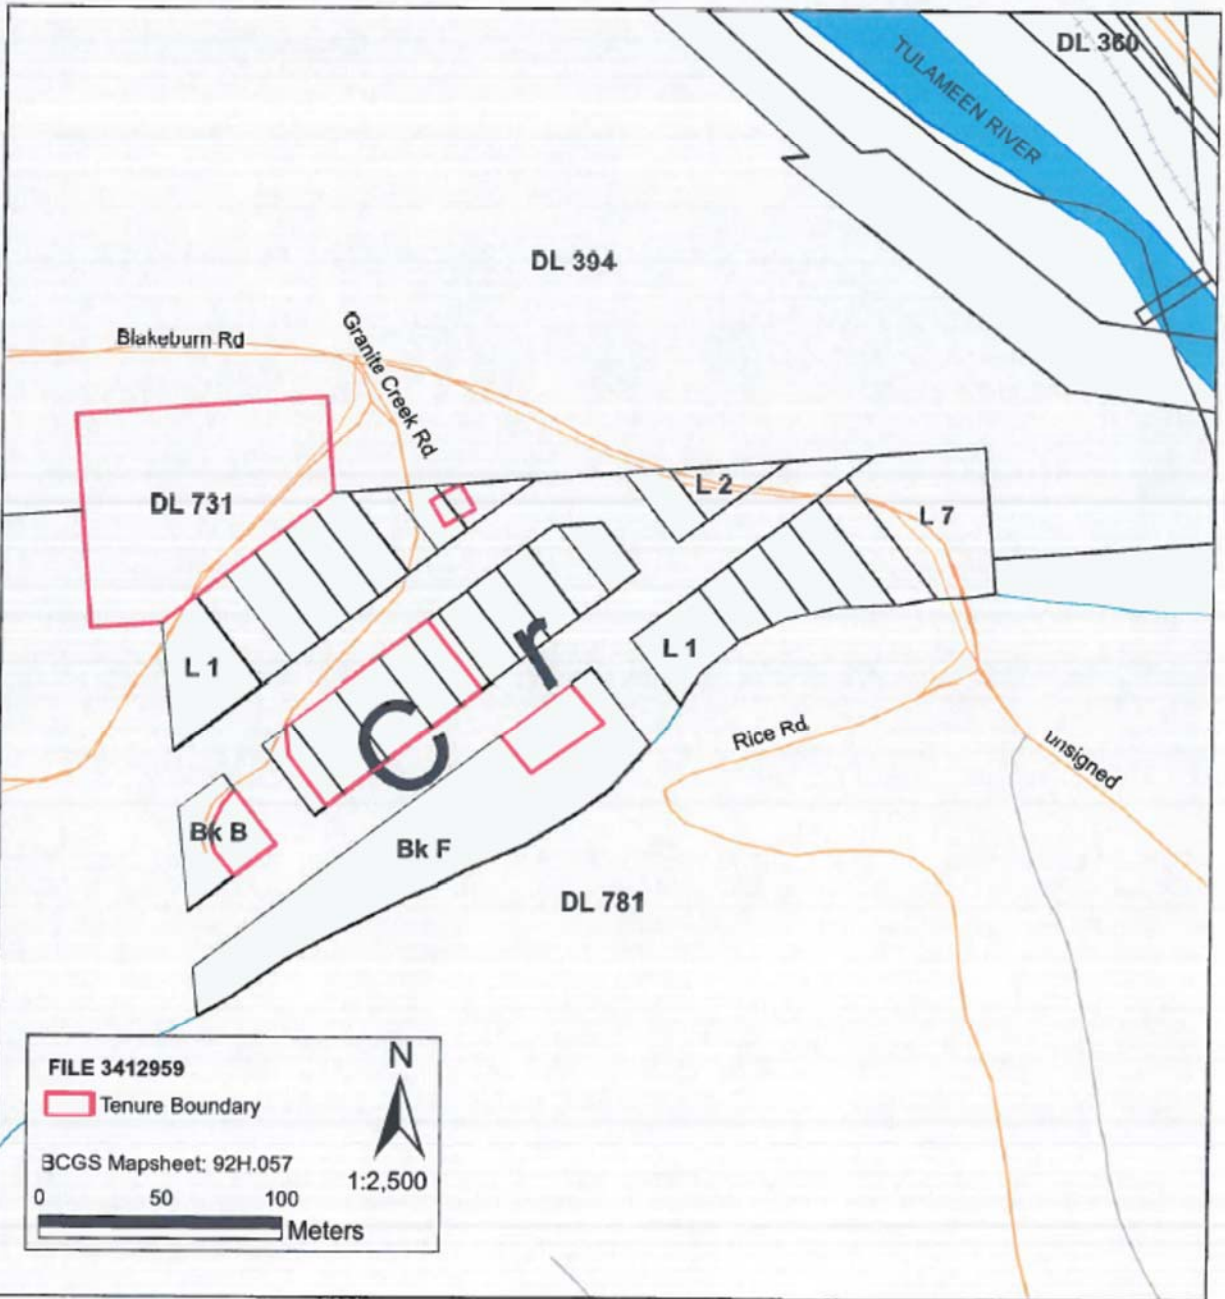 DL 360
TULAMEEN RIVER
DL 394
Blakeburn Rd
Granite Creek Rd
DL 731
L 2
L 7
L 1
L 1
C
r
Rice Rd
unsigned
Bk B
Bk F
DL 781
FILE 3412959
Tenure Boundary
N
BCGS Mapsheet: 92H.057
1:2,500
0 50 100
Meters